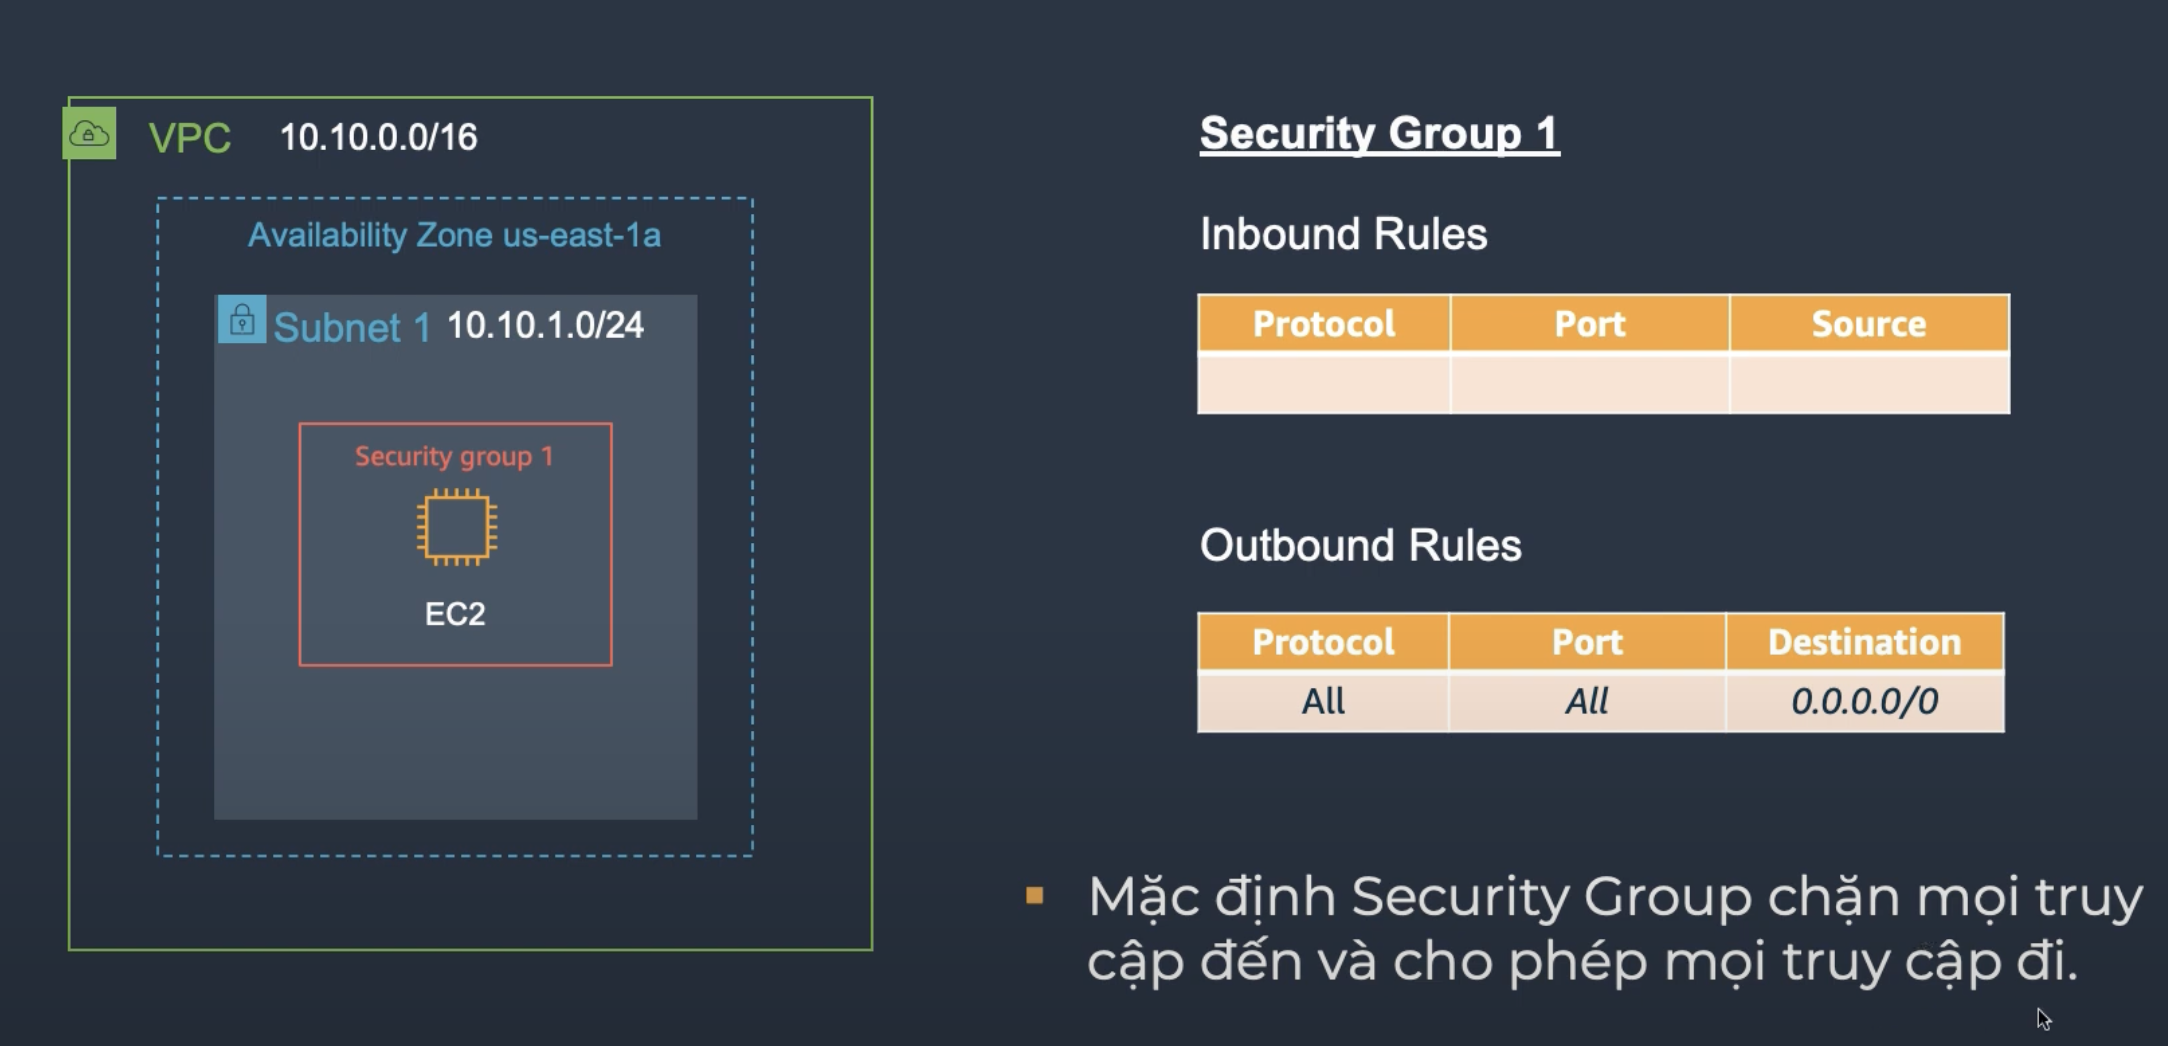 VPC 10.10.0.0/16
Availability Zone us-east-1a
Subnet 1 10.10.1.0/24
Security group 1
EC2
Security Group 1
Inbound Rules
Protocol Port Source
Outbound Rules
Protocol Port Destination
All All 0.0.0.0/0
Mặc định Security Group chặn mọi truy
cập đến và cho phép mọi truy cập đi.